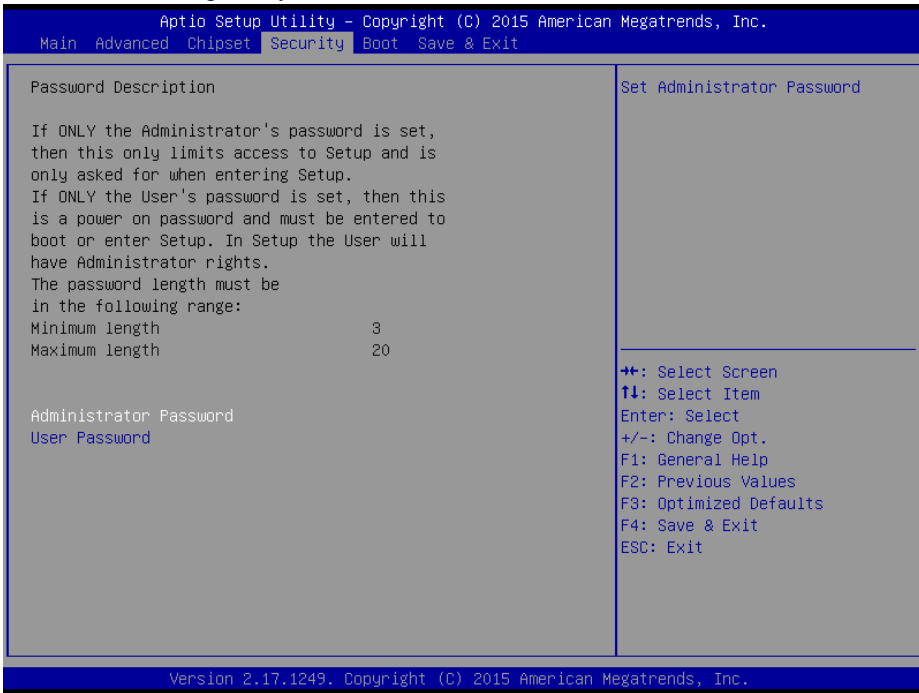 Aptio Setup Utility – Copyright (C) 2015 American Megatrends, Inc.
Main Advanced Chipset Security Boot Save & Exit
Password Description
If ONLY the Administrator's password is set,
then this only limits access to Setup and is
only asked for when entering Setup.
If ONLY the User's password is set, then this
is a power on password and must be entered to
boot or enter Setup. In Setup the User will
have Administrator rights.
The password length must be
in the following range:
Minimum length 3
Maximum length 20
Administrator Password
User Password
Set Administrator Password
→←: Select Screen
↑↓: Select Item
Enter: Select
+/-: Change Opt.
F1: General Help
F2: Previous Values
F3: Optimized Defaults
F4: Save & Exit
ESC: Exit
Version 2.17.1249. Copyright (C) 2015 American Megatrends, Inc.